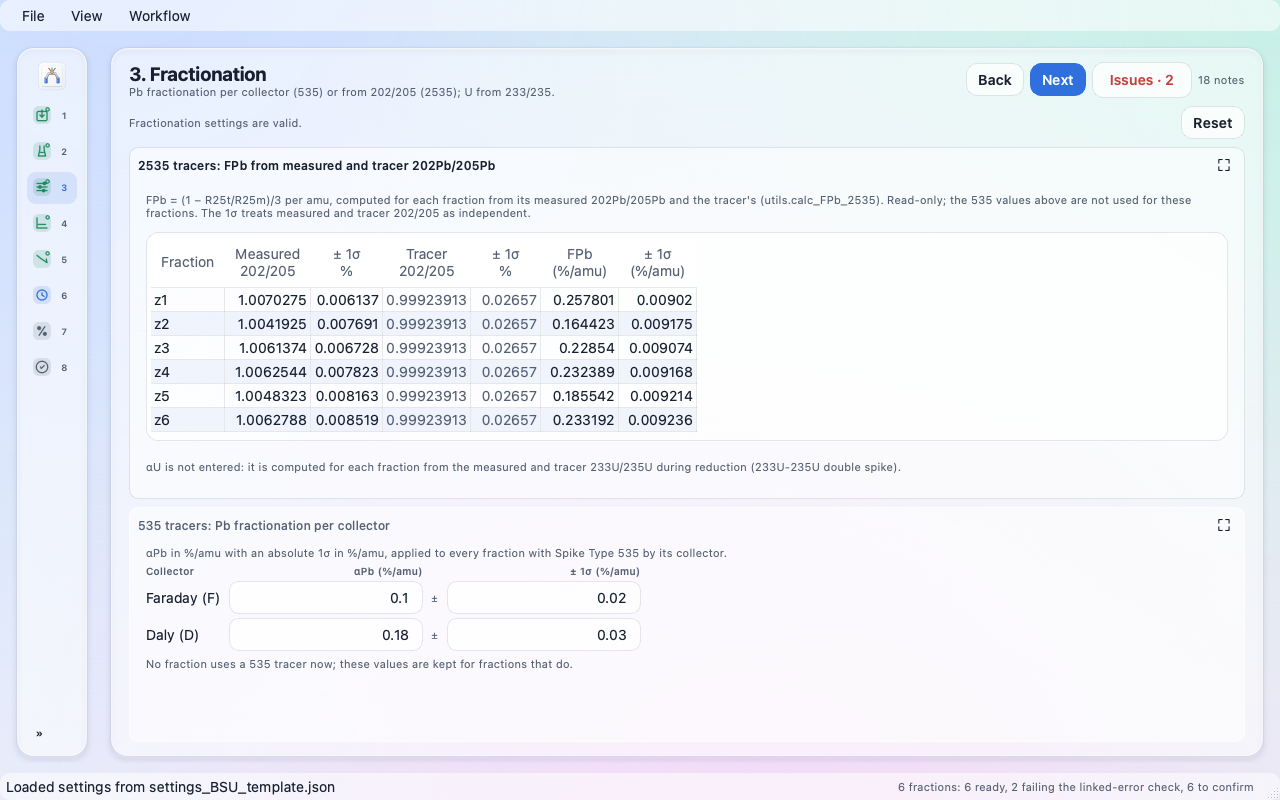 File View Workflow
3. Fractionation
Pb fractionation per collector (535) or from 202/205 (2535); U from 233/235.
Back Next Issues · 2 18 notes
Fractionation settings are valid.
Reset
1
2
3
4
5
6
7
8
»
2535 tracers: FPb from measured and tracer 202Pb/205Pb
FPb = (1 − R25t/R25m)/3 per amu, computed for each fraction from its measured 202Pb/205Pb and the tracer's (utils.calc_FPb_2535). Read-only; the 535 values above are not used for these
fractions. The 1σ treats measured and tracer 202/205 as independent.
Fraction Measured 202/205 ± 1σ % Tracer 202/205 ± 1σ % FPb (%/amu) ± 1σ (%/amu)
z1 1.0070275 0.006137 0.99923913 0.02657 0.257801 0.00902
z2 1.0041925 0.007691 0.99923913 0.02657 0.164423 0.009175
z3 1.0061374 0.006728 0.99923913 0.02657 0.22854 0.009074
z4 1.0062544 0.007823 0.99923913 0.02657 0.232389 0.009168
z5 1.0048323 0.008163 0.99923913 0.02657 0.185542 0.009214
z6 1.0062788 0.008519 0.99923913 0.02657 0.233192 0.009236
αU is not entered: it is computed for each fraction from the measured and tracer 233U/235U during reduction (233U-235U double spike).
535 tracers: Pb fractionation per collector
αPb in %/amu with an absolute 1σ in %/amu, applied to every fraction with Spike Type 535 by its collector.
Collector αPb (%/amu) ± 1σ (%/amu)
Faraday (F) 0.1 ± 0.02
Daly (D) 0.18 ± 0.03
No fraction uses a 535 tracer now; these values are kept for fractions that do.
Loaded settings from settings_BSU_template.json
6 fractions: 6 ready, 2 failing the linked-error check, 6 to confirm